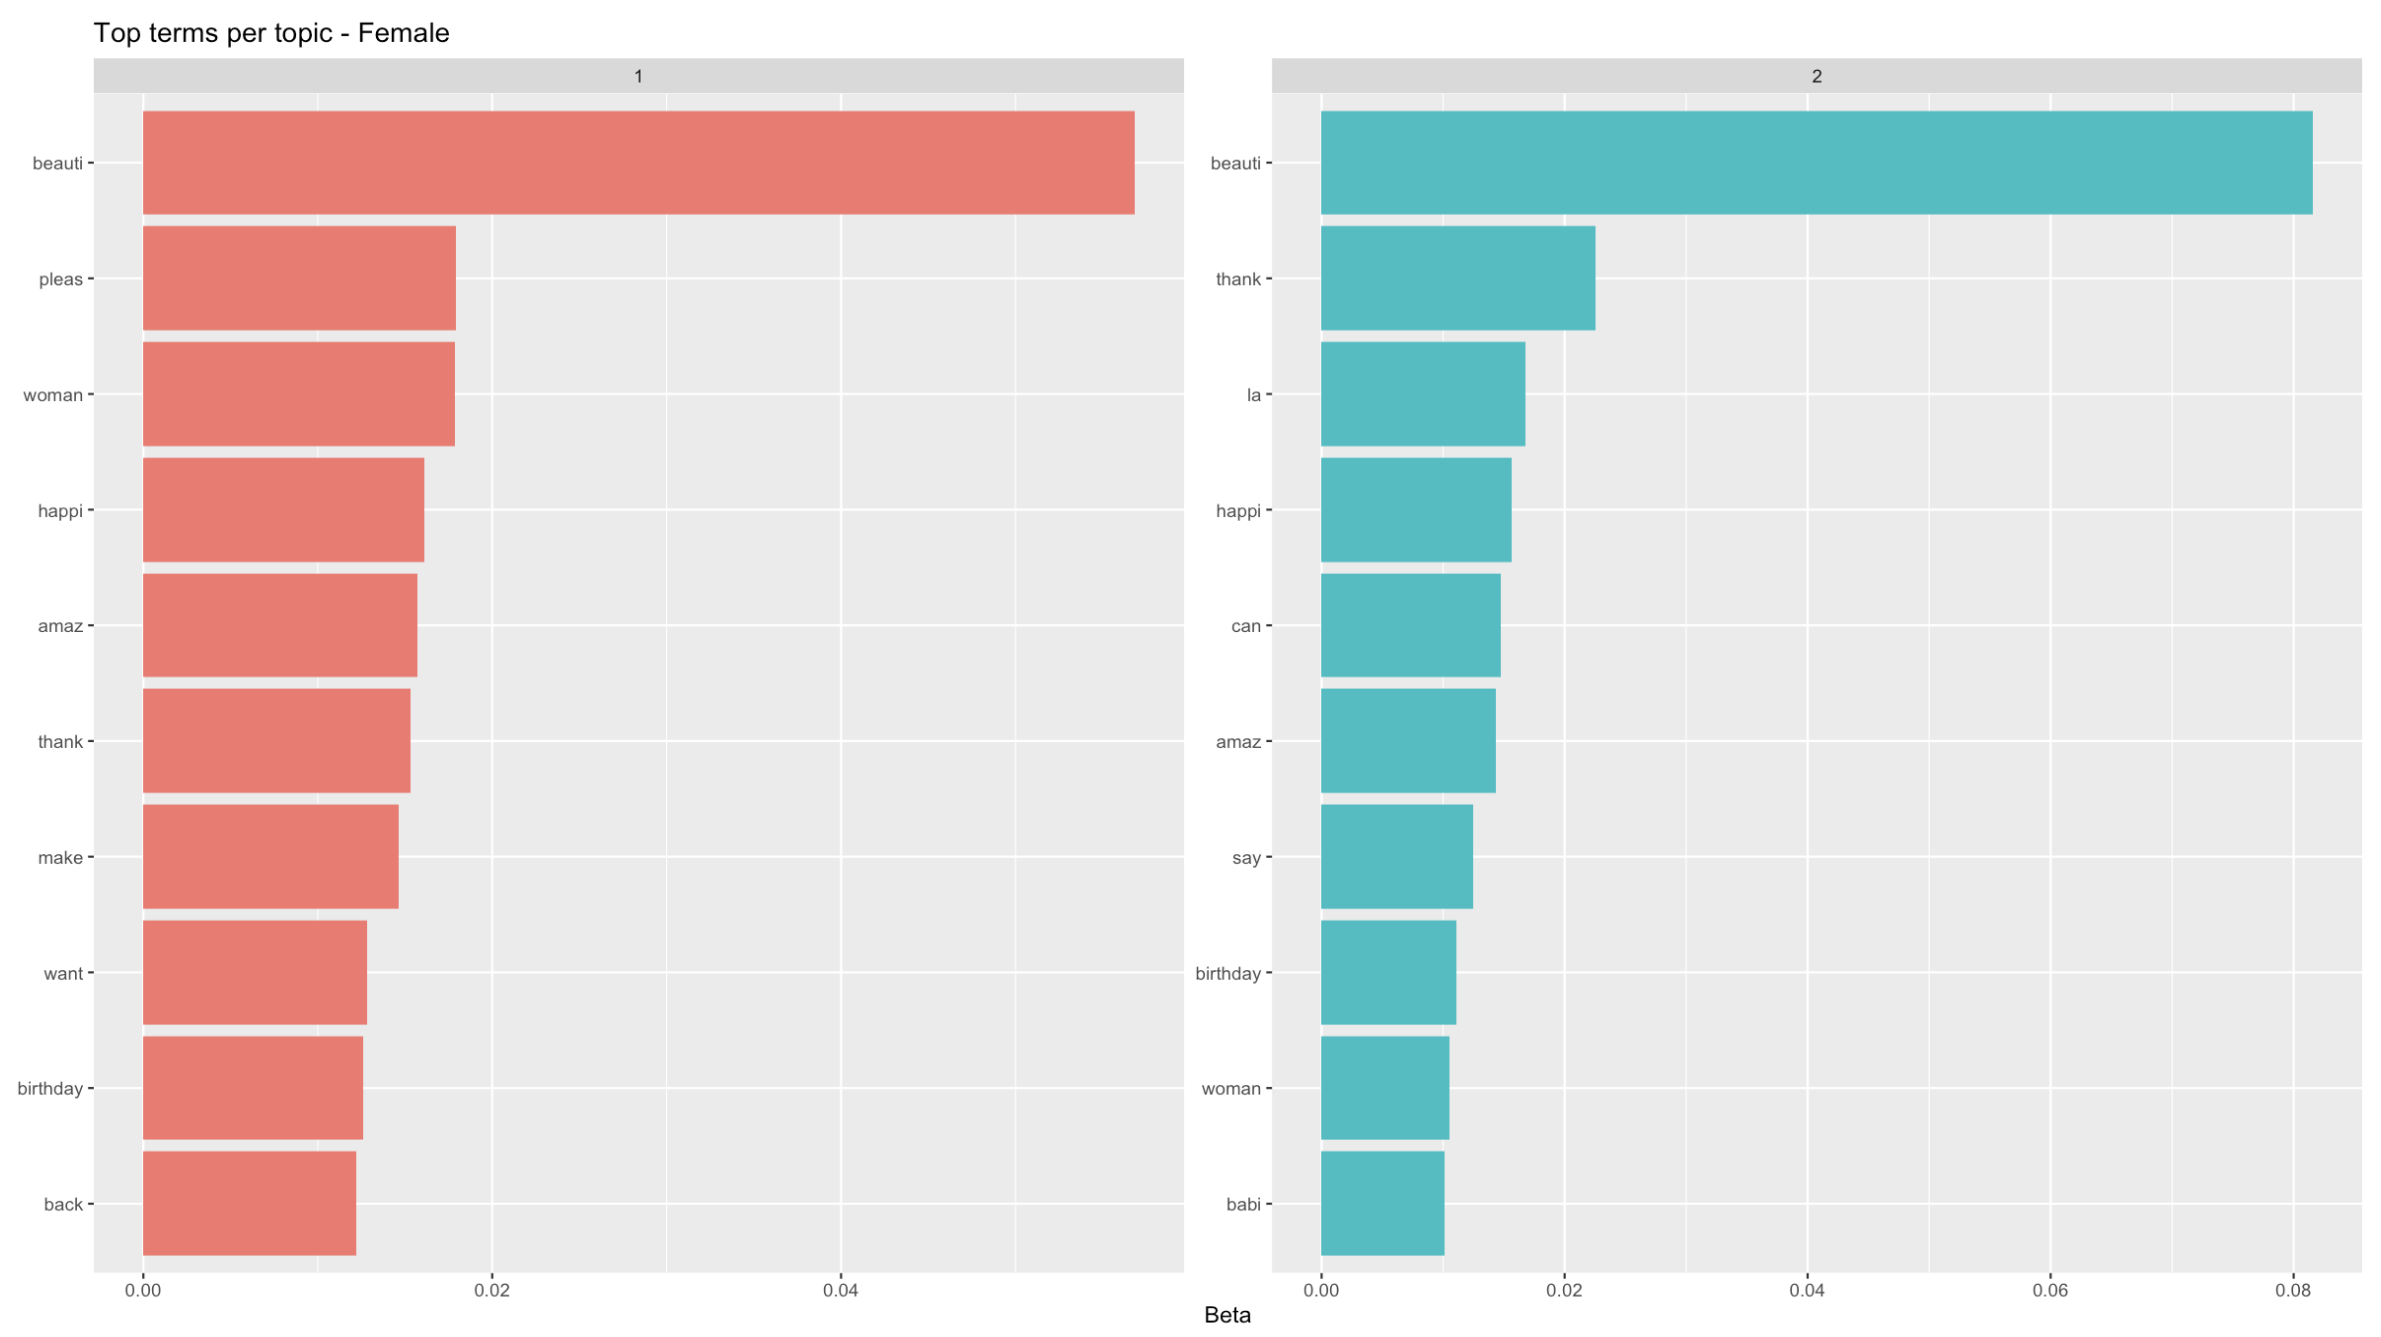 Top terms per topic - Female
1
beauti
pleas
woman
happi
amaz
thank
make
want
birthday
back
0.00 0.02 0.04
2
beauti
thank
la
happi
can
amaz
say
birthday
woman
babi
0.00 0.02 0.04 0.06 0.08
Beta